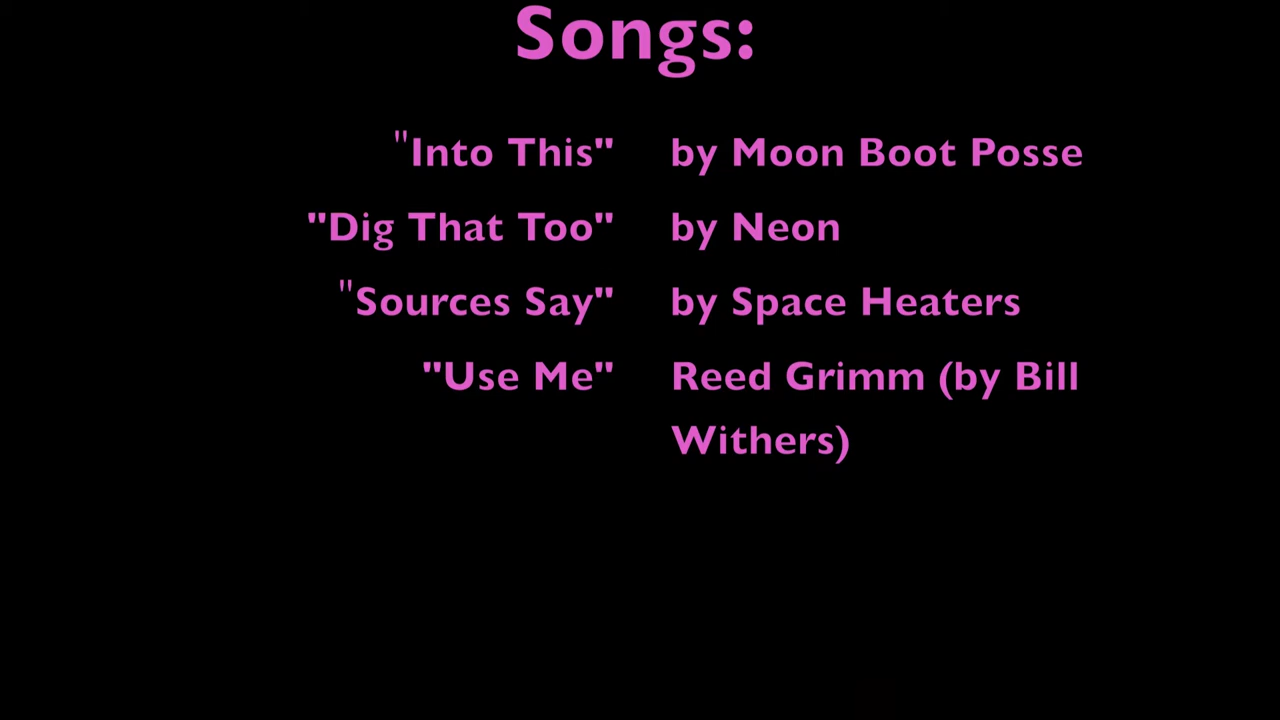 Songs:
"Into This" by Moon Boot Posse
"Dig That Too" by Neon
"Sources Say" by Space Heaters
"Use Me" Reed Grimm (by Bill
Withers)